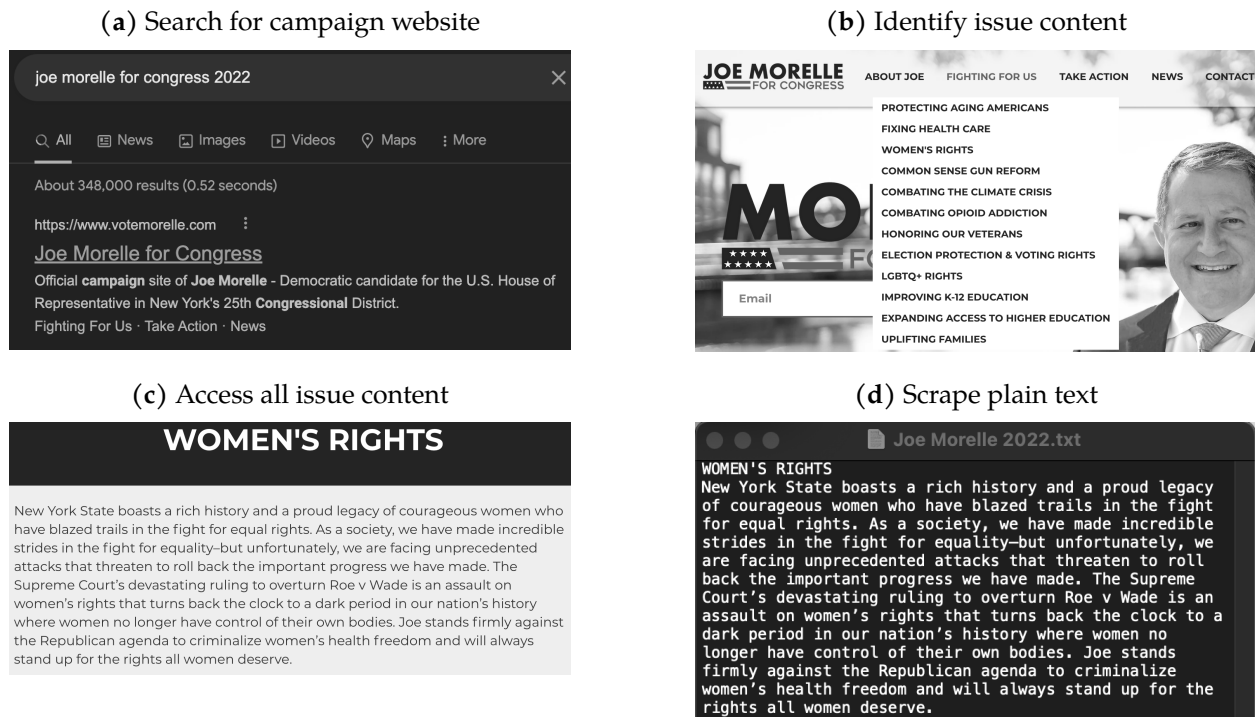 (a) Search for campaign website
joe morelle for congress 2022
All News Images Videos Maps More
About 348,000 results (0.52 seconds)
https://www.votemorelle.com
Joe Morelle for Congress
Official campaign site of Joe Morelle - Democratic candidate for the U.S. House of
Representative in New York's 25th Congressional District.
Fighting For Us · Take Action · News
(b) Identify issue content
JOE MORELLE
FOR CONGRESS
ABOUT JOE FIGHTING FOR US TAKE ACTION NEWS CONTACT
PROTECTING AGING AMERICANS
FIXING HEALTH CARE
WOMEN'S RIGHTS
COMMON SENSE GUN REFORM
COMBATING THE CLIMATE CRISIS
COMBATING OPIOID ADDICTION
HONORING OUR VETERANS
ELECTION PROTECTION & VOTING RIGHTS
LGBTQ+ RIGHTS
IMPROVING K-12 EDUCATION
EXPANDING ACCESS TO HIGHER EDUCATION
UPLIFTING FAMILIES
MO
F
Email
(c) Access all issue content
WOMEN'S RIGHTS
New York State boasts a rich history and a proud legacy of courageous women who
have blazed trails in the fight for equal rights. As a society, we have made incredible
strides in the fight for equality–but unfortunately, we are facing unprecedented
attacks that threaten to roll back the important progress we have made. The
Supreme Court's devastating ruling to overturn Roe v Wade is an assault on
women's rights that turns back the clock to a dark period in our nation's history
where women no longer have control of their own bodies. Joe stands firmly against
the Republican agenda to criminalize women's health freedom and will always
stand up for the rights all women deserve.
(d) Scrape plain text
Joe Morelle 2022.txt
WOMEN'S RIGHTS
New York State boasts a rich history and a proud legacy
of courageous women who have blazed trails in the fight
for equal rights. As a society, we have made incredible
strides in the fight for equality–but unfortunately, we
are facing unprecedented attacks that threaten to roll
back the important progress we have made. The Supreme
Court's devastating ruling to overturn Roe v Wade is an
assault on women's rights that turns back the clock to a
dark period in our nation's history where women no
longer have control of their own bodies. Joe stands
firmly against the Republican agenda to criminalize
women's health freedom and will always stand up for the
rights all women deserve.